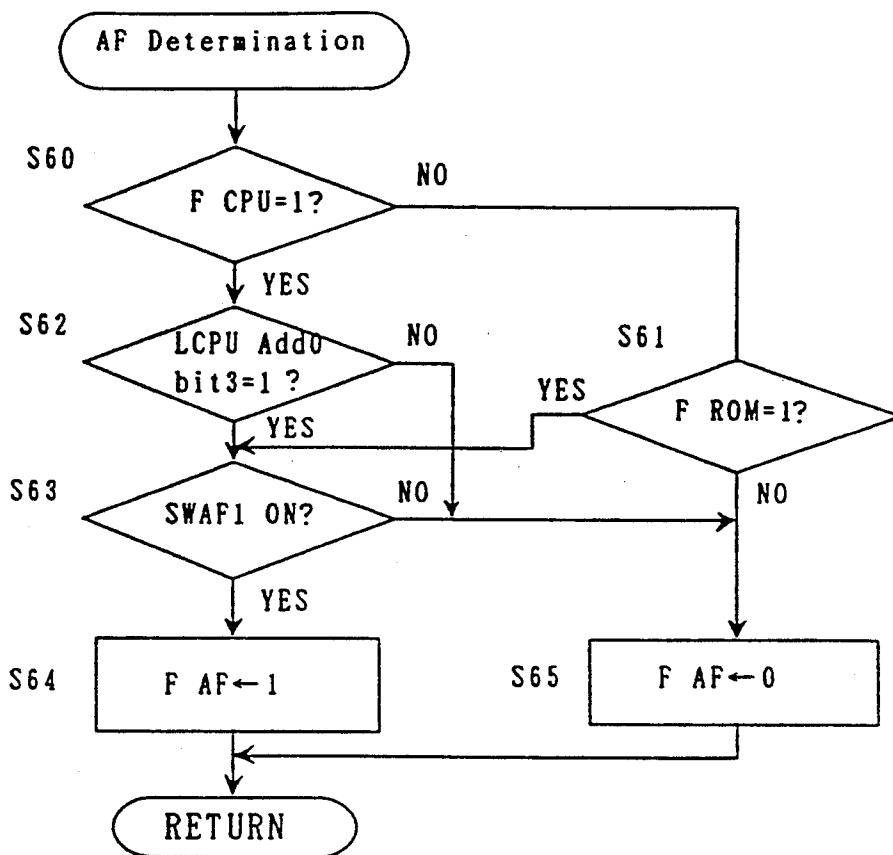 AF Determination
S60
F CPU=1?
NO
YES
S62
LCPU Add0
bit3=1 ?
NO
S61
YES
F ROM=1?
YES
S63
SWAF1 ON?
NO
NO
YES
S64
F AF←1
S65
F AF←0
RETURN